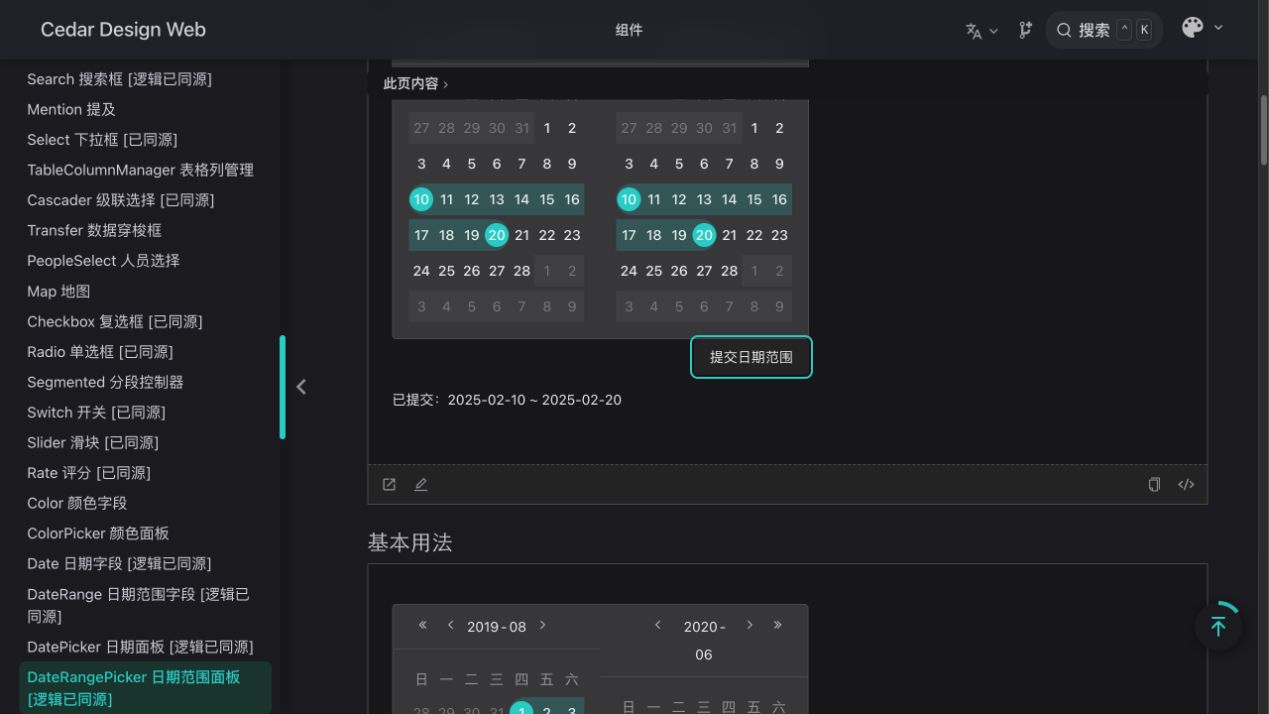 Cedar Design Web
组件
搜索 ^ K
Search 搜索框 [逻辑已同源]
Mention 提及
Select 下拉框 [已同源]
TableColumnManager 表格列管理
Cascader 级联选择 [已同源]
Transfer 数据穿梭框
PeopleSelect 人员选择
Map 地图
Checkbox 复选框 [已同源]
Radio 单选框 [已同源]
Segmented 分段控制器
Switch 开关 [已同源]
Slider 滑块 [已同源]
Rate 评分 [已同源]
Color 颜色字段
ColorPicker 颜色面板
Date 日期字段 [逻辑已同源]
DateRange 日期范围字段 [逻辑已
同源]
DatePicker 日期面板 [逻辑已同源]
DateRangePicker 日期范围面板
[逻辑已同源]
此页内容 ›
27 28 29 30 31 1 2 27 28 29 30 31 1 2
3 4 5 6 7 8 9 3 4 5 6 7 8 9
10 11 12 13 14 15 16 10 11 12 13 14 15 16
17 18 19 20 21 22 23 17 18 19 20 21 22 23
24 25 26 27 28 1 2 24 25 26 27 28 1 2
3 4 5 6 7 8 9 3 4 5 6 7 8 9
提交日期范围
已提交：2025-02-10 ~ 2025-02-20
基本用法
« ‹ 2019-08 › ‹ 2020- › »
06
日 一 二 三 四 五 六
日 一 二 三 四 五 六
28 29 30 31 1 2 3